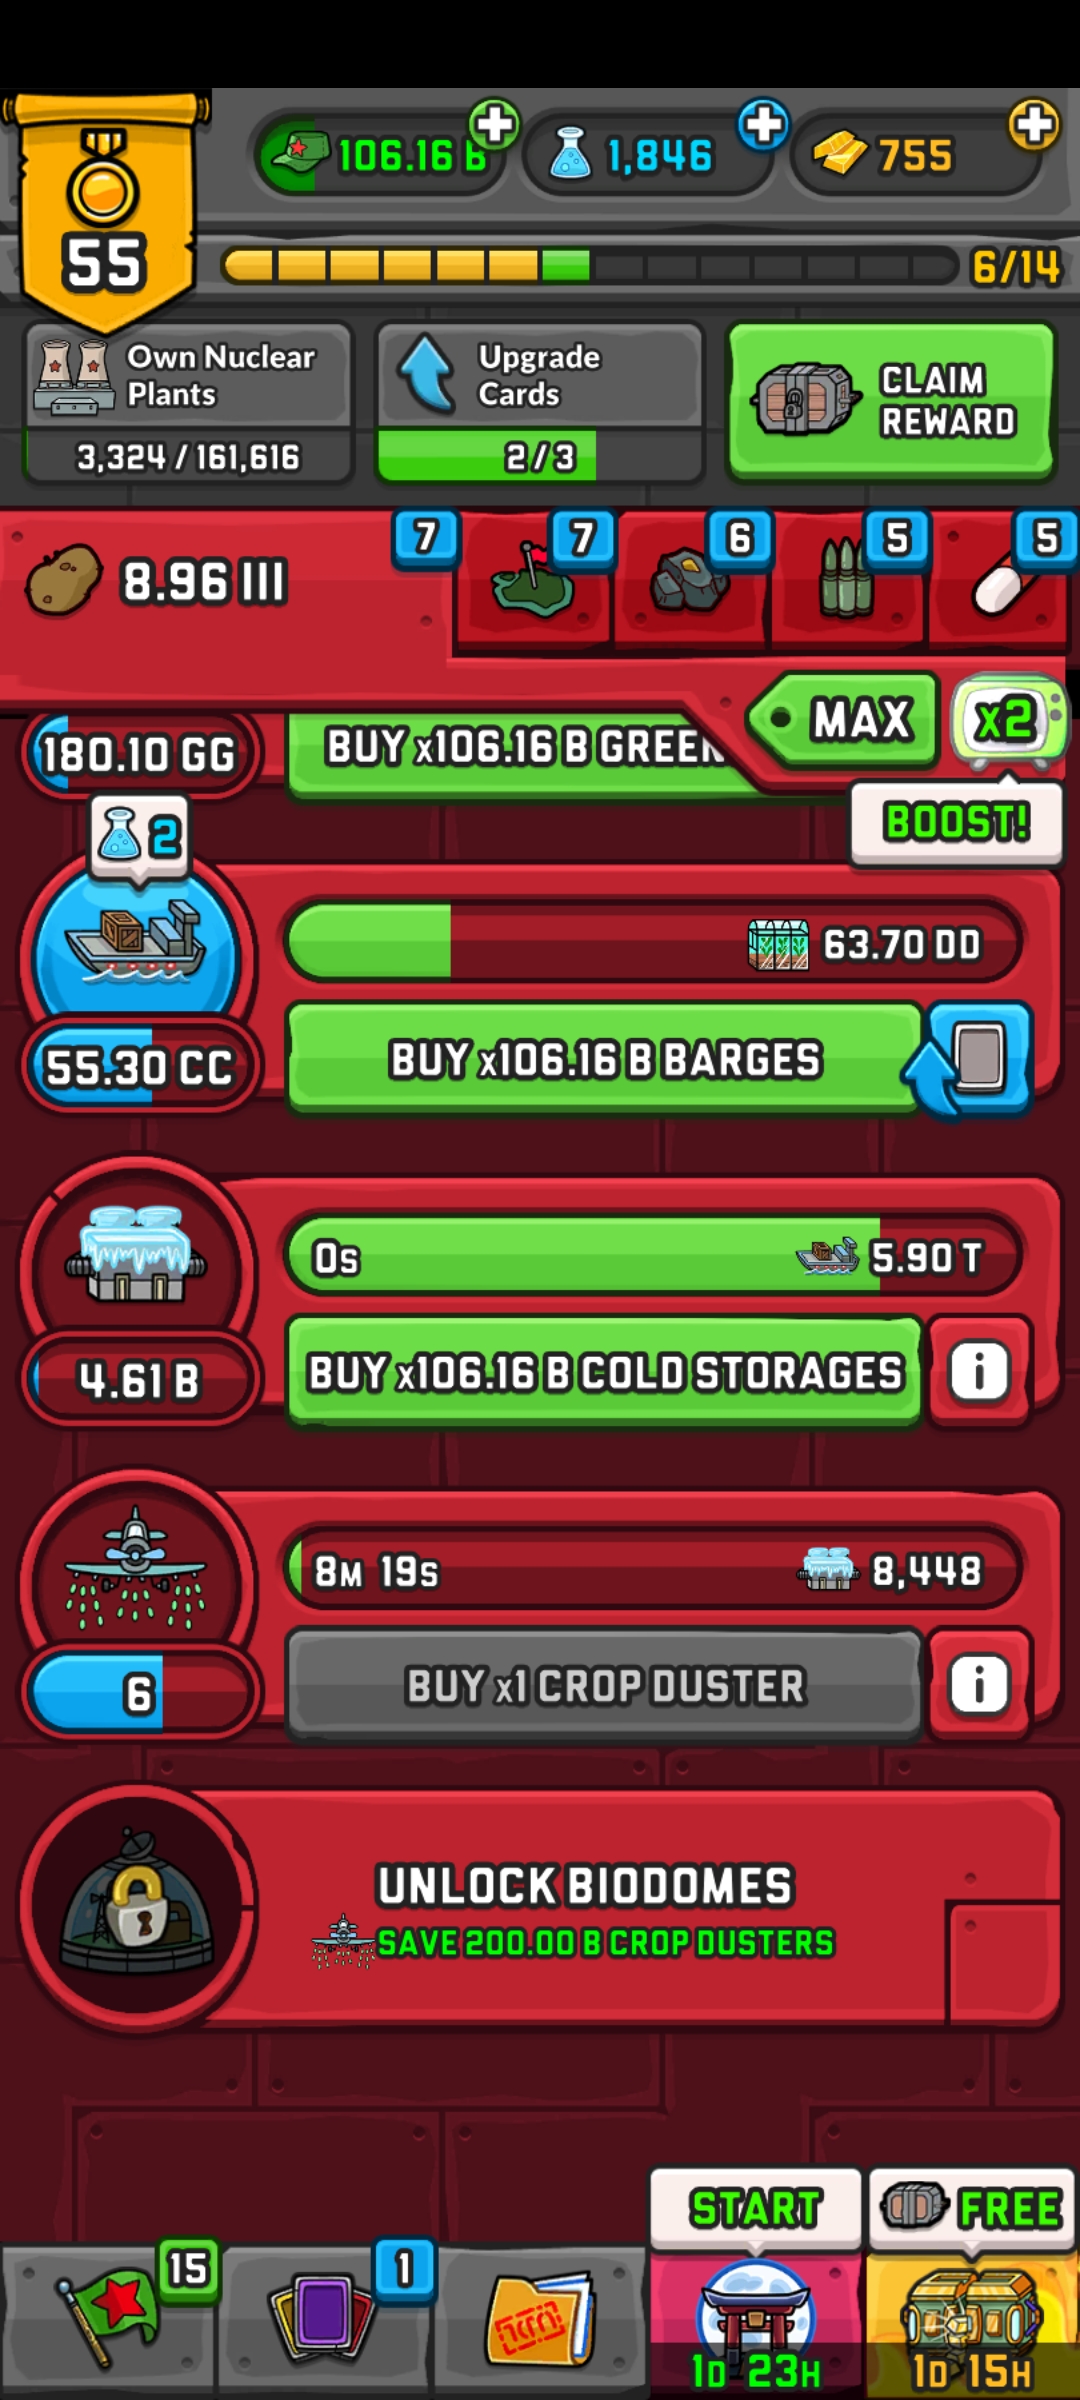 55
106.16 B
1,846
755
6/14
Own Nuclear
Plants
3,324 / 161,616
Upgrade
Cards
2 / 3
CLAIM
REWARD
8.96 III
7
7
6
5
5
MAX
x2
BOOST!
180.10 GG
BUY x106.16 B GREEN
2
63.70 DD
55.30 CC
BUY x106.16 B BARGES
0s
5.90 T
4.61 B
BUY x106.16 B COLD STORAGES
i
8M 19S
8,448
6
BUY x1 CROP DUSTER
i
UNLOCK BIODOMES
SAVE 200.00 B CROP DUSTERS
START
FREE
15
1
1D 23H
1D 15H